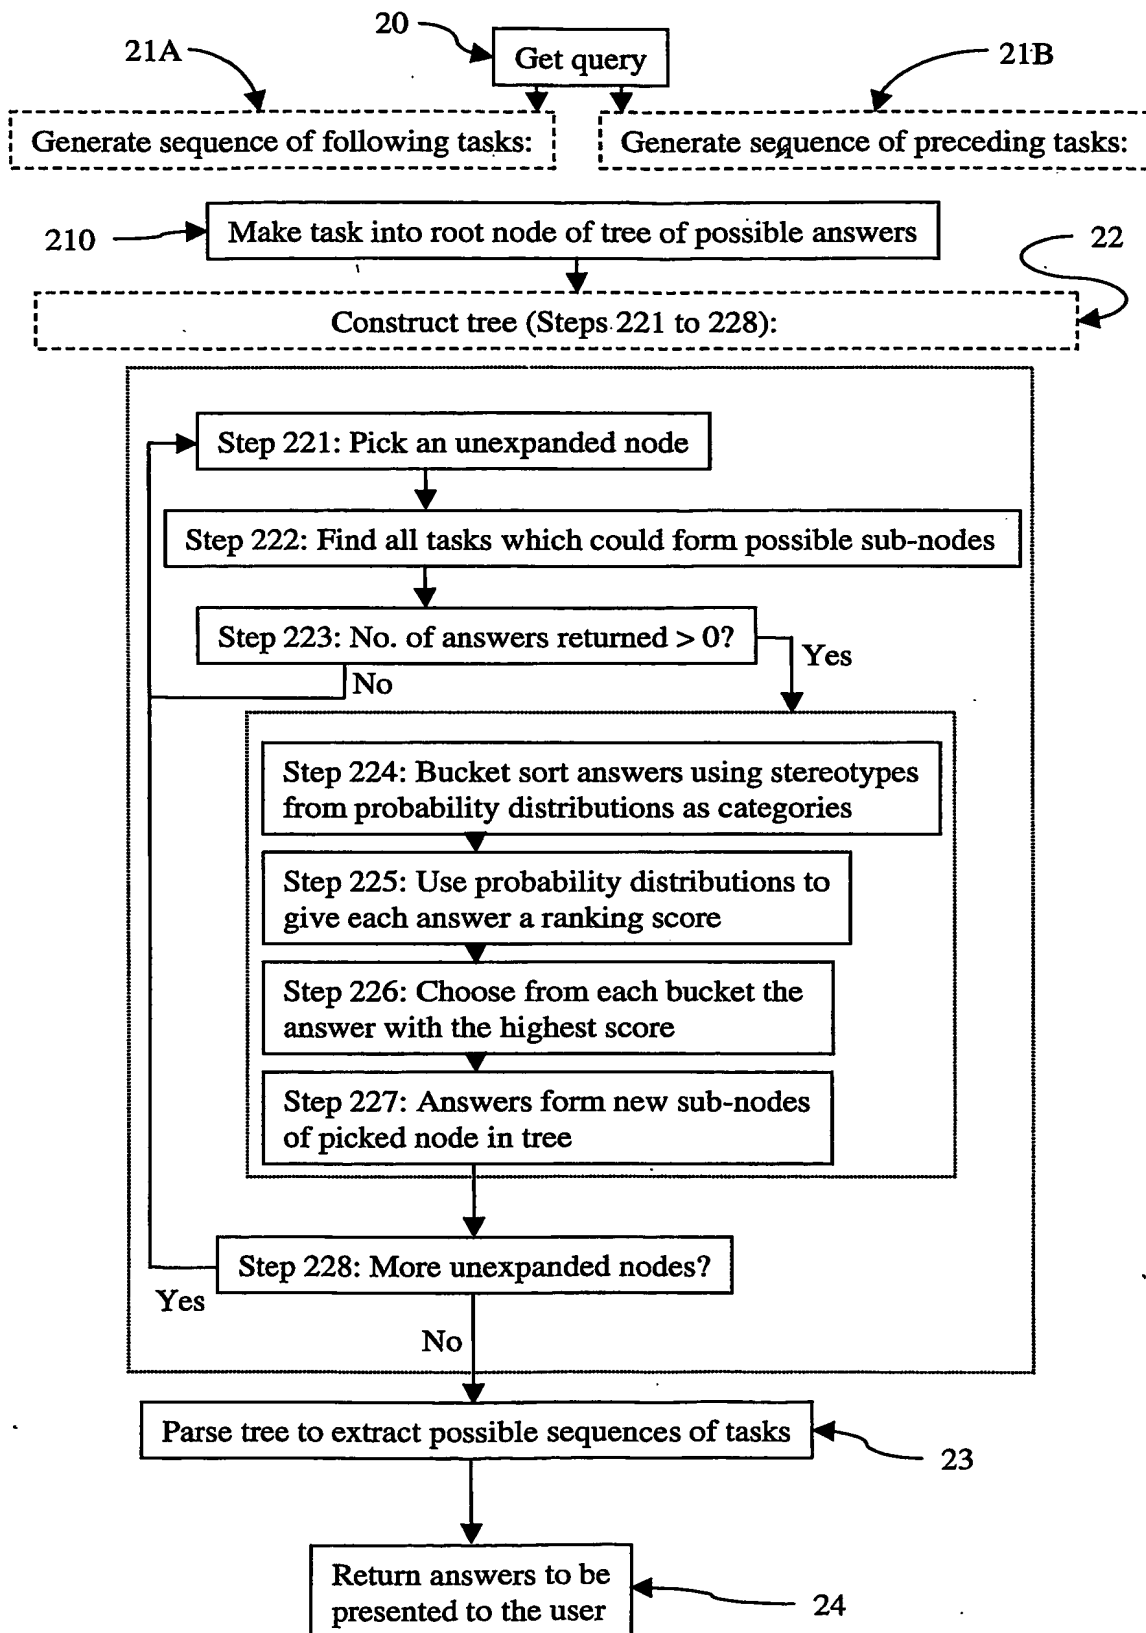 20
21A
Get query
21B
Generate sequence of following tasks:
Generate sequence of preceding tasks:
210
Make task into root node of tree of possible answers
22
Construct tree (Steps 221 to 228):
Step 221: Pick an unexpanded node
Step 222: Find all tasks which could form possible sub-nodes
Step 223: No. of answers returned > 0?
Yes
No
Step 224: Bucket sort answers using stereotypes
from probability distributions as categories
Step 225: Use probability distributions to
give each answer a ranking score
Step 226: Choose from each bucket the
answer with the highest score
Step 227: Answers form new sub-nodes
of picked node in tree
Step 228: More unexpanded nodes?
Yes
No
Parse tree to extract possible sequences of tasks
23
Return answers to be
presented to the user
24